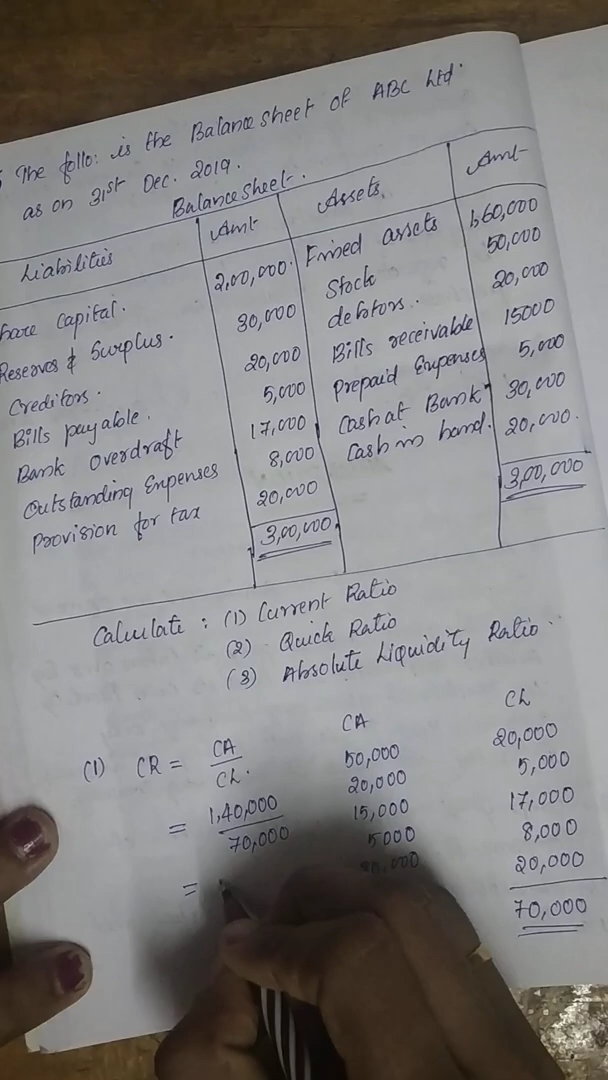 The follo: is the Balance sheet of ABC Ltd.
as on 31st Dec. 2019.
Balance sheet.
Liabilities Amt Assets. Amt
hare Capital. 2,00,000. Fixed assets 1,60,000
Reserves & Surplus. 30,000 Stock 50,000
Creditors. 20,000 debtors. 20,000
Bills payable. 5,000 Bills receivable 15000
Bank Overdraft 17,000 Prepaid Expenses 5,000
Outstanding Expenses 8,000 Cash at Bank 30,000
Provision for tax 20,000 Cash in hand. 20,000.
3,00,000. 3,00,000
Calculate : (1) Current Ratio
(2) Quick Ratio
(3) Absolute Liquidity Ratio.
(1) CR = CA / CL. CA CL
= 1,40,000 / 70,000 50,000 20,000
20,000 5,000
15,000 17,000
5000 8,000
= 20,000
70,000